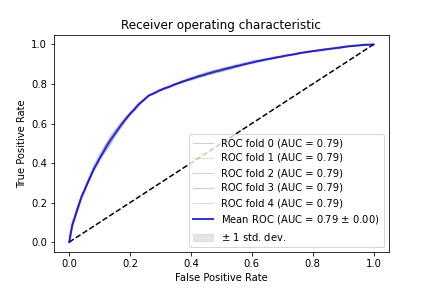 Receiver operating characteristic
True Positive Rate
1.0
0.8
0.6
0.4
0.2
0.0
ROC fold 0 (AUC = 0.79)
ROC fold 1 (AUC = 0.79)
ROC fold 2 (AUC = 0.79)
ROC fold 3 (AUC = 0.79)
ROC fold 4 (AUC = 0.79)
Mean ROC (AUC = 0.79 ± 0.00)
± 1 std. dev.
0.0 0.2 0.4 0.6 0.8 1.0
False Positive Rate